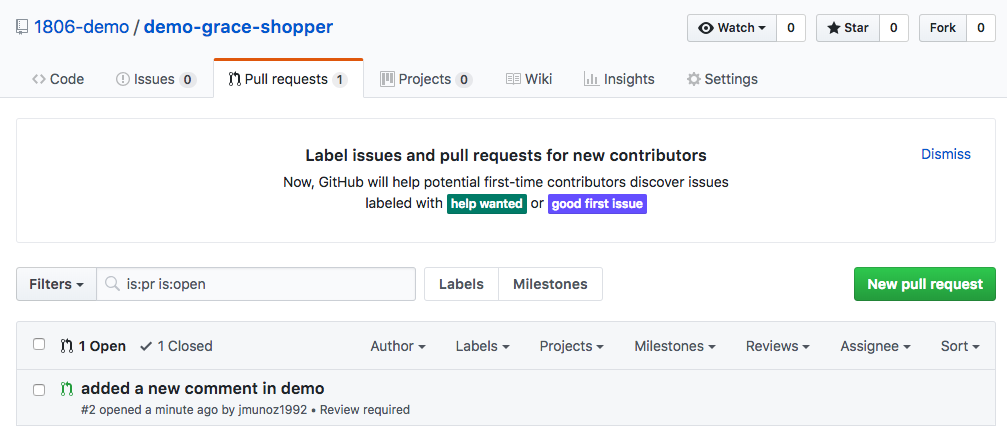 1806-demo / demo-grace-shopper
Watch 0 Star 0 Fork 0
Code Issues 0 Pull requests 1 Projects 0 Wiki Insights Settings
Label issues and pull requests for new contributors
Dismiss
Now, GitHub will help potential first-time contributors discover issues
labeled with help wanted or good first issue
Filters is:pr is:open Labels Milestones New pull request
1 Open 1 Closed Author Labels Projects Milestones Reviews Assignee Sort
added a new comment in demo
#2 opened a minute ago by jmunoz1992 • Review required